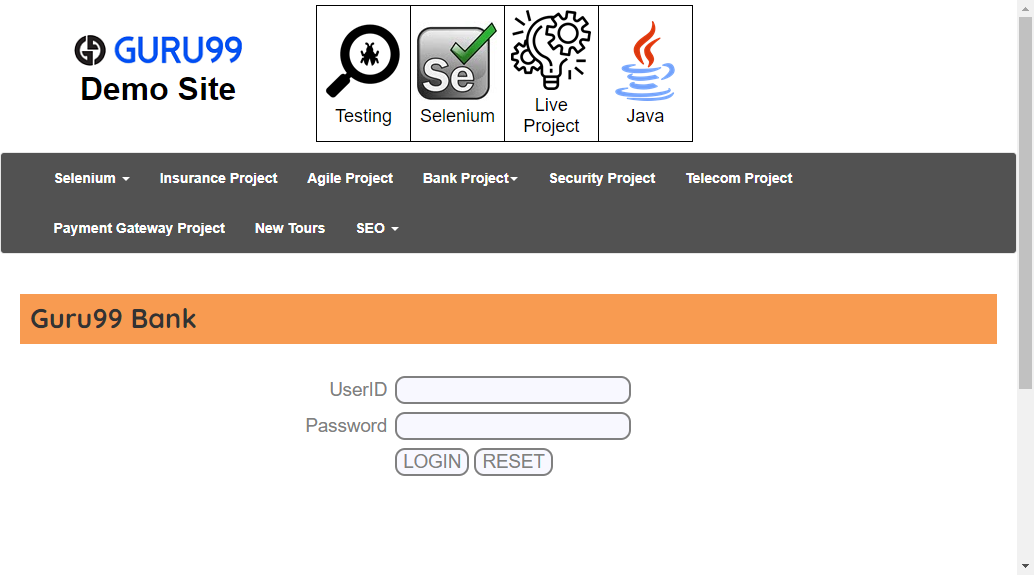 GURU99
Demo Site
Testing
Se
Selenium
Live
Project
Java
Selenium
Insurance Project
Agile Project
Bank Project
Security Project
Telecom Project
Payment Gateway Project
New Tours
SEO
Guru99 Bank
UserID
Password
LOGIN RESET